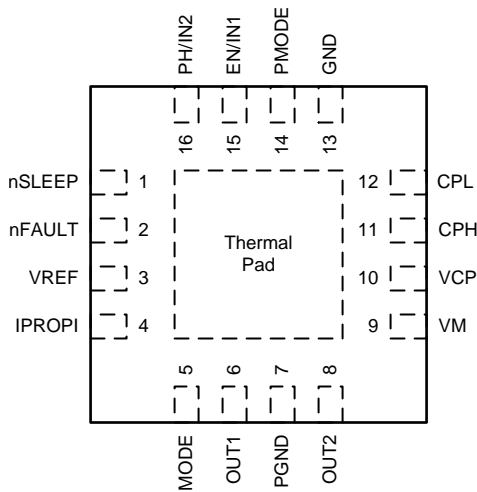 PH/IN2
EN/IN1
PMODE
GND
16
15
14
13
nSLEEP 1
12 CPL
nFAULT 2
11 CPH
Thermal
Pad
VREF 3
10 VCP
IPROPI 4
9 VM
5
6
7
8
MODE
OUT1
PGND
OUT2